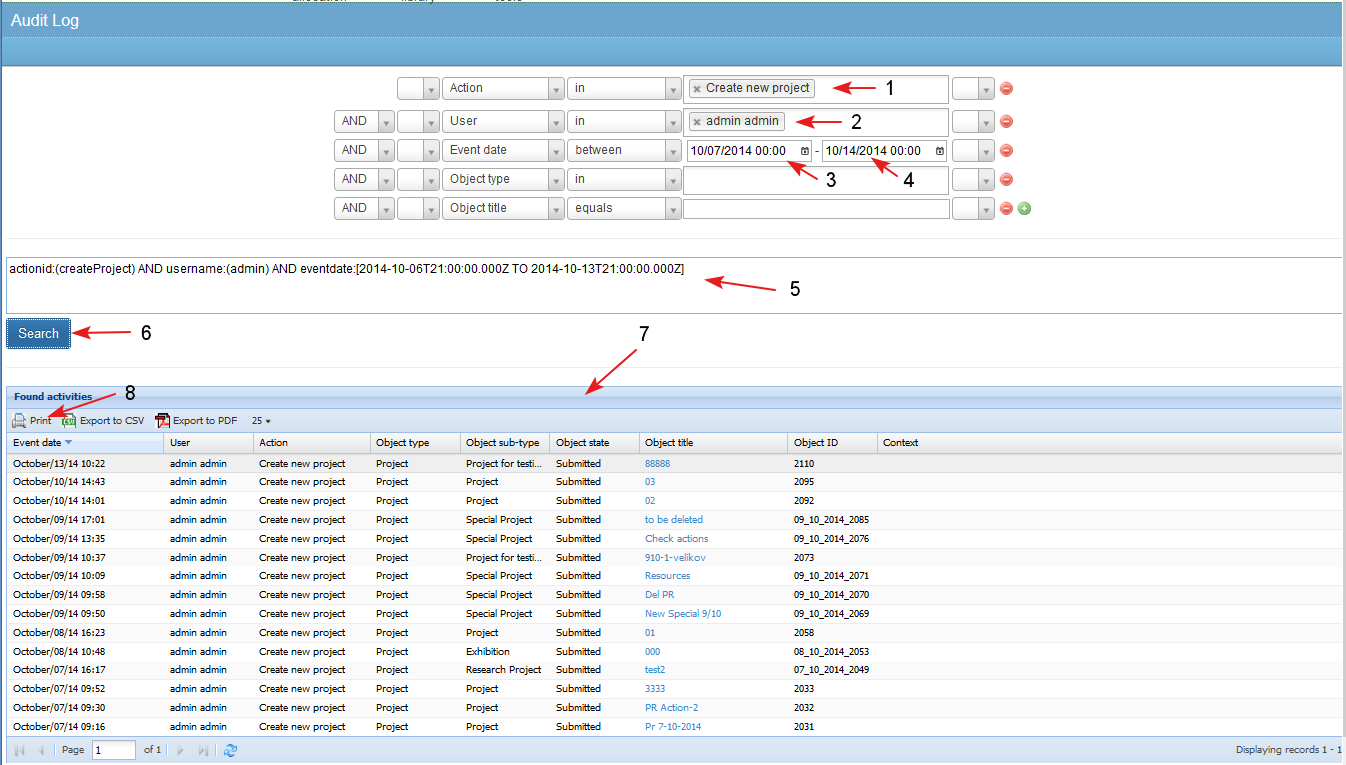 Audit Log
Action in × Create new project 1
AND User in × admin admin 2
AND Event date between 10/07/2014 00:00 - 10/14/2014 00:00
AND Object type in 3 4
AND Object title equals
actionid:(createProject) AND username:(admin) AND eventdate:[2014-10-06T21:00:00.000Z TO 2014-10-13T21:00:00.000Z]
5
Search 6 7
Found activities 8
Print Export to CSV Export to PDF 25
Event date User Action Object type Object sub-type Object state Object title Object ID Context
October/13/14 10:22 admin admin Create new project Project Project for testi... Submitted 88888 2110
October/10/14 14:43 admin admin Create new project Project Project Submitted 03 2095
October/10/14 14:01 admin admin Create new project Project Project Submitted 02 2092
October/09/14 17:01 admin admin Create new project Project Special Project Submitted to be deleted 09_10_2014_2085
October/09/14 13:35 admin admin Create new project Project Special Project Submitted Check actions 09_10_2014_2076
October/09/14 10:37 admin admin Create new project Project Project for testi... Submitted 910-1-velikov 2073
October/09/14 10:09 admin admin Create new project Project Special Project Submitted Resources 09_10_2014_2071
October/09/14 09:58 admin admin Create new project Project Special Project Submitted Del PR 09_10_2014_2070
October/09/14 09:50 admin admin Create new project Project Special Project Submitted New Special 9/10 09_10_2014_2069
October/08/14 16:23 admin admin Create new project Project Project Submitted 01 2058
October/08/14 10:48 admin admin Create new project Project Exhibition Submitted 000 08_10_2014_2053
October/07/14 16:17 admin admin Create new project Project Research Project Submitted test2 07_10_2014_2049
October/07/14 09:52 admin admin Create new project Project Project Submitted 3333 2033
October/07/14 09:30 admin admin Create new project Project Project Submitted PR Action-2 2032
October/07/14 09:16 admin admin Create new project Project Project Submitted Pr 7-10-2014 2031
Page 1 of 1 Displaying records 1 - 1